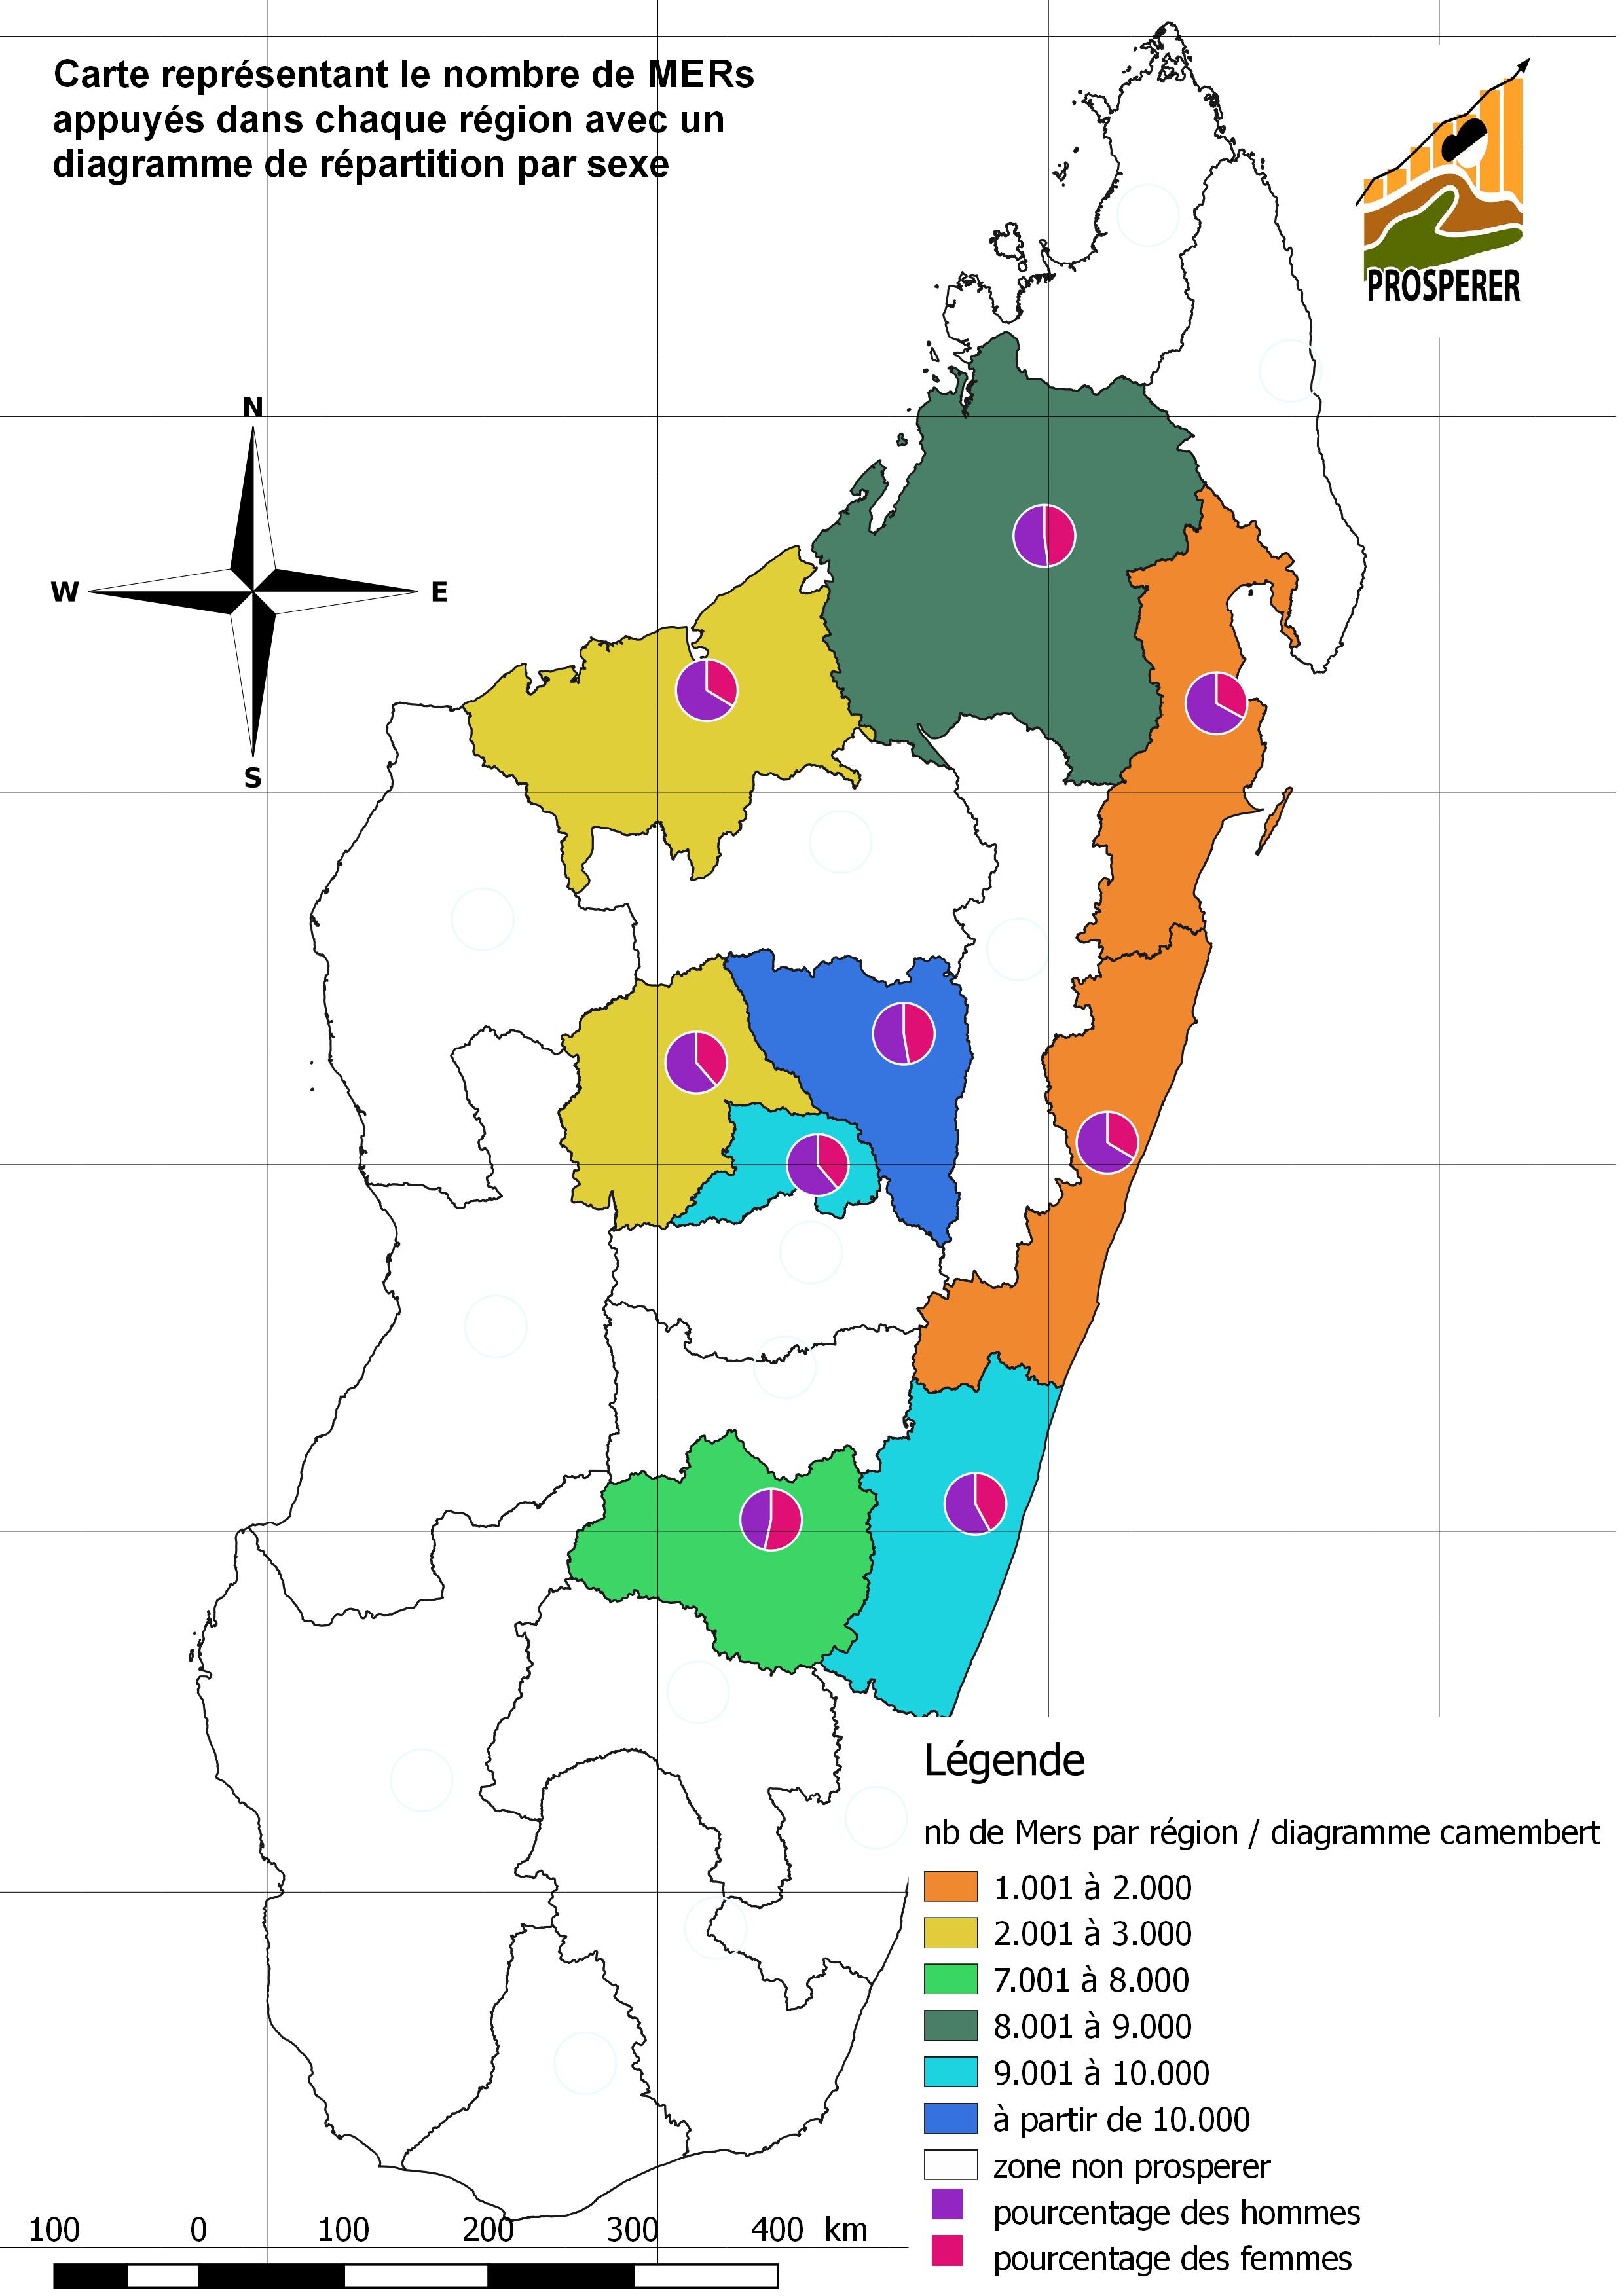 Carte représentant le nombre de MERs
appuyés dans chaque région avec un
diagramme de répartition par sexe
PROSPERER
N
W
E
S
Légende
nb de Mers par région / diagramme camembert
1.001 à 2.000
2.001 à 3.000
7.001 à 8.000
8.001 à 9.000
9.001 à 10.000
à partir de 10.000
zone non prosperer
pourcentage des hommes
pourcentage des femmes
100 0 100 200 300 400 km